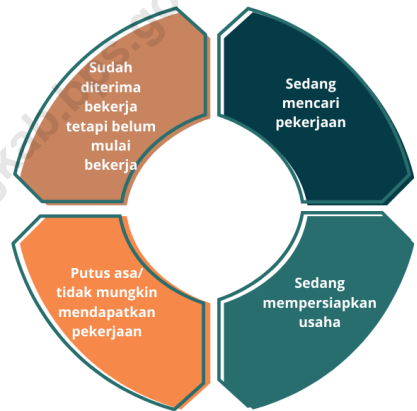 Sudah
diterima
bekerja
tetapi belum
mulai
bekerja
Sedang
mencari
pekerjaan
Putus asa/
tidak mungkin
mendapatkan
pekerjaan
Sedang
mempersiapkan
usaha